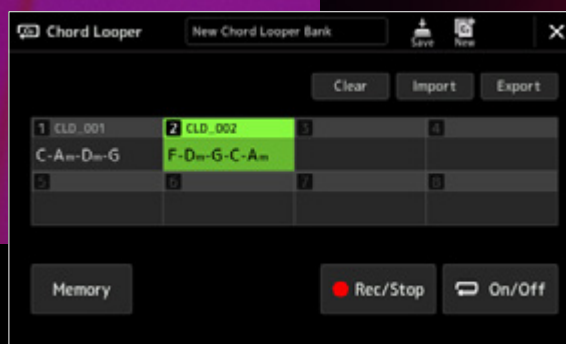 Chord Looper
New Chord Looper Bank
Save
New
Clear
Import
Export
1 CLD_001
2 CLD_002
3
4
C-Am-Dm-G
F-Dm-G-C-Am
5
6
7
8
Memory
Rec/Stop
On/Off